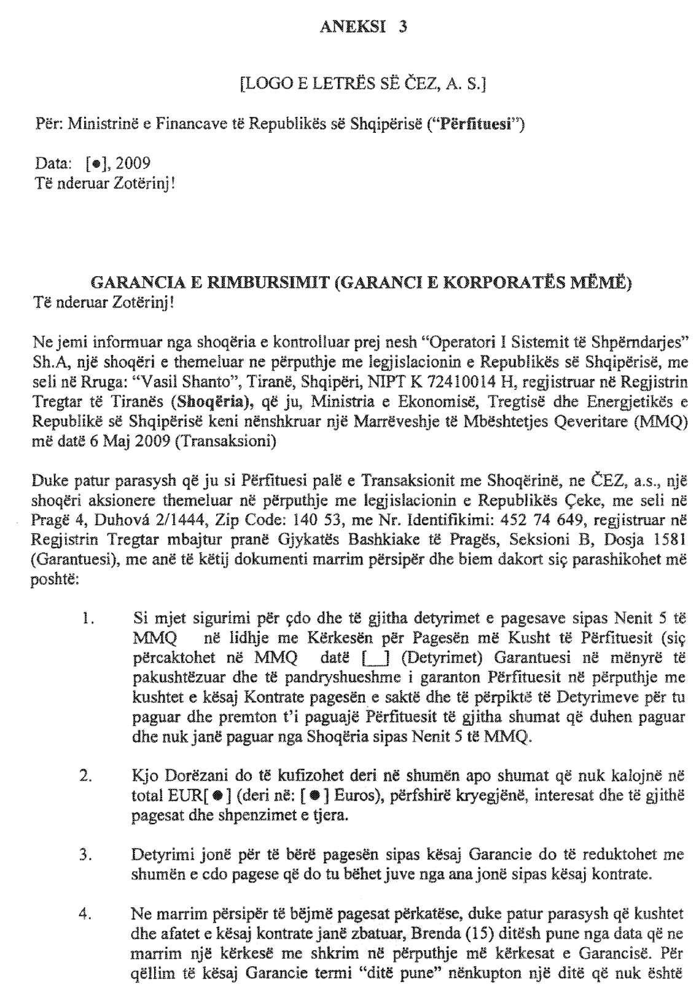 ANEKSI 3
[LOGO E LETRËS SË ČEZ, A. S.]
Për: Ministrinë e Financave të Republikës së Shqipërisë (“Përfituesi”)
Data: [●], 2009
Të nderuar Zotërinj!
GARANCIA E RIMBURSIMIT (GARANCI E KORPORATËS MËMË)
Të nderuar Zotërinj!
Ne jemi informuar nga shoqëria e kontrolluar prej nesh “Operatori I Sistemit të Shpërndarjes”
Sh.A, një shoqëri e themeluar ne përputhje me legjislacionin e Republikës së Shqipërisë, me
seli në Rruga: “Vasil Shanto”, Tiranë, Shqipëri, NIPT K 72410014 H, regjistruar në Regjistrin
Tregtar të Tiranës (Shoqëria), që ju, Ministria e Ekonomisë, Tregtisë dhe Energjetikës e
Republikë së Shqipërisë keni nënshkruar një Marrëveshje të Mbështetjes Qeveritare (MMQ)
më datë 6 Maj 2009 (Transaksioni)
Duke patur parasysh që ju si Përfituesi palë e Transaksionit me Shoqërinë, ne ČEZ, a.s., një
shoqëri aksionere themeluar në përputhje me legjislacionin e Republikës Çeke, me seli në
Pragë 4, Duhová 2/1444, Zip Code: 140 53, me Nr. Identifikimi: 452 74 649, regjistruar në
Regjistrin Tregtar mbajtur pranë Gjykatës Bashkiake të Pragës, Seksioni B, Dosja 1581
(Garantuesi), me anë të këtij dokumenti marrim përsipër dhe biem dakort siç parashikohet më
poshtë:
1. Si mjet sigurimi për çdo dhe të gjitha detyrimet e pagesave sipas Nenit 5 të
MMQ në lidhje me Kërkesën për Pagesën më Kusht të Përfituesit (siç
përcaktohet në MMQ datë [__] (Detyrimet) Garantuesi në mënyrë të
pakushtëzuar dhe të pandryshueshme i garanton Përfituesit në përputhje me
kushtet e kësaj Kontrate pagesën e saktë dhe të përpiktë të Detyrimeve për tu
paguar dhe premton t’i paguajë Përfituesit të gjitha shumat që duhen paguar
dhe nuk janë paguar nga Shoqëria sipas Nenit 5 të MMQ.
2. Kjo Dorëzani do të kufizohet deri në shumën apo shumat që nuk kalojnë në
total EUR[ ● ] (deri në: [ ● ] Euros), përfshirë kryegjënë, interesat dhe të gjithë
pagesat dhe shpenzimet e tjera.
3. Detyrimi jonë për të bërë pagesën sipas kësaj Garancie do të reduktohet me
shumën e cdo pagese që do tu bëhet juve nga ana jonë sipas kësaj kontrate.
4. Ne marrim përsipër të bëjmë pagesat përkatëse, duke patur parasysh që kushtet
dhe afatet e kësaj kontrate janë zbatuar, Brenda (15) ditësh pune nga data që ne
marrim një kërkesë me shkrim në përputhje më kërkesat e Garancisë. Për
qëllim të kësaj Garancie termi “ditë pune” nënkupton një ditë që nuk është